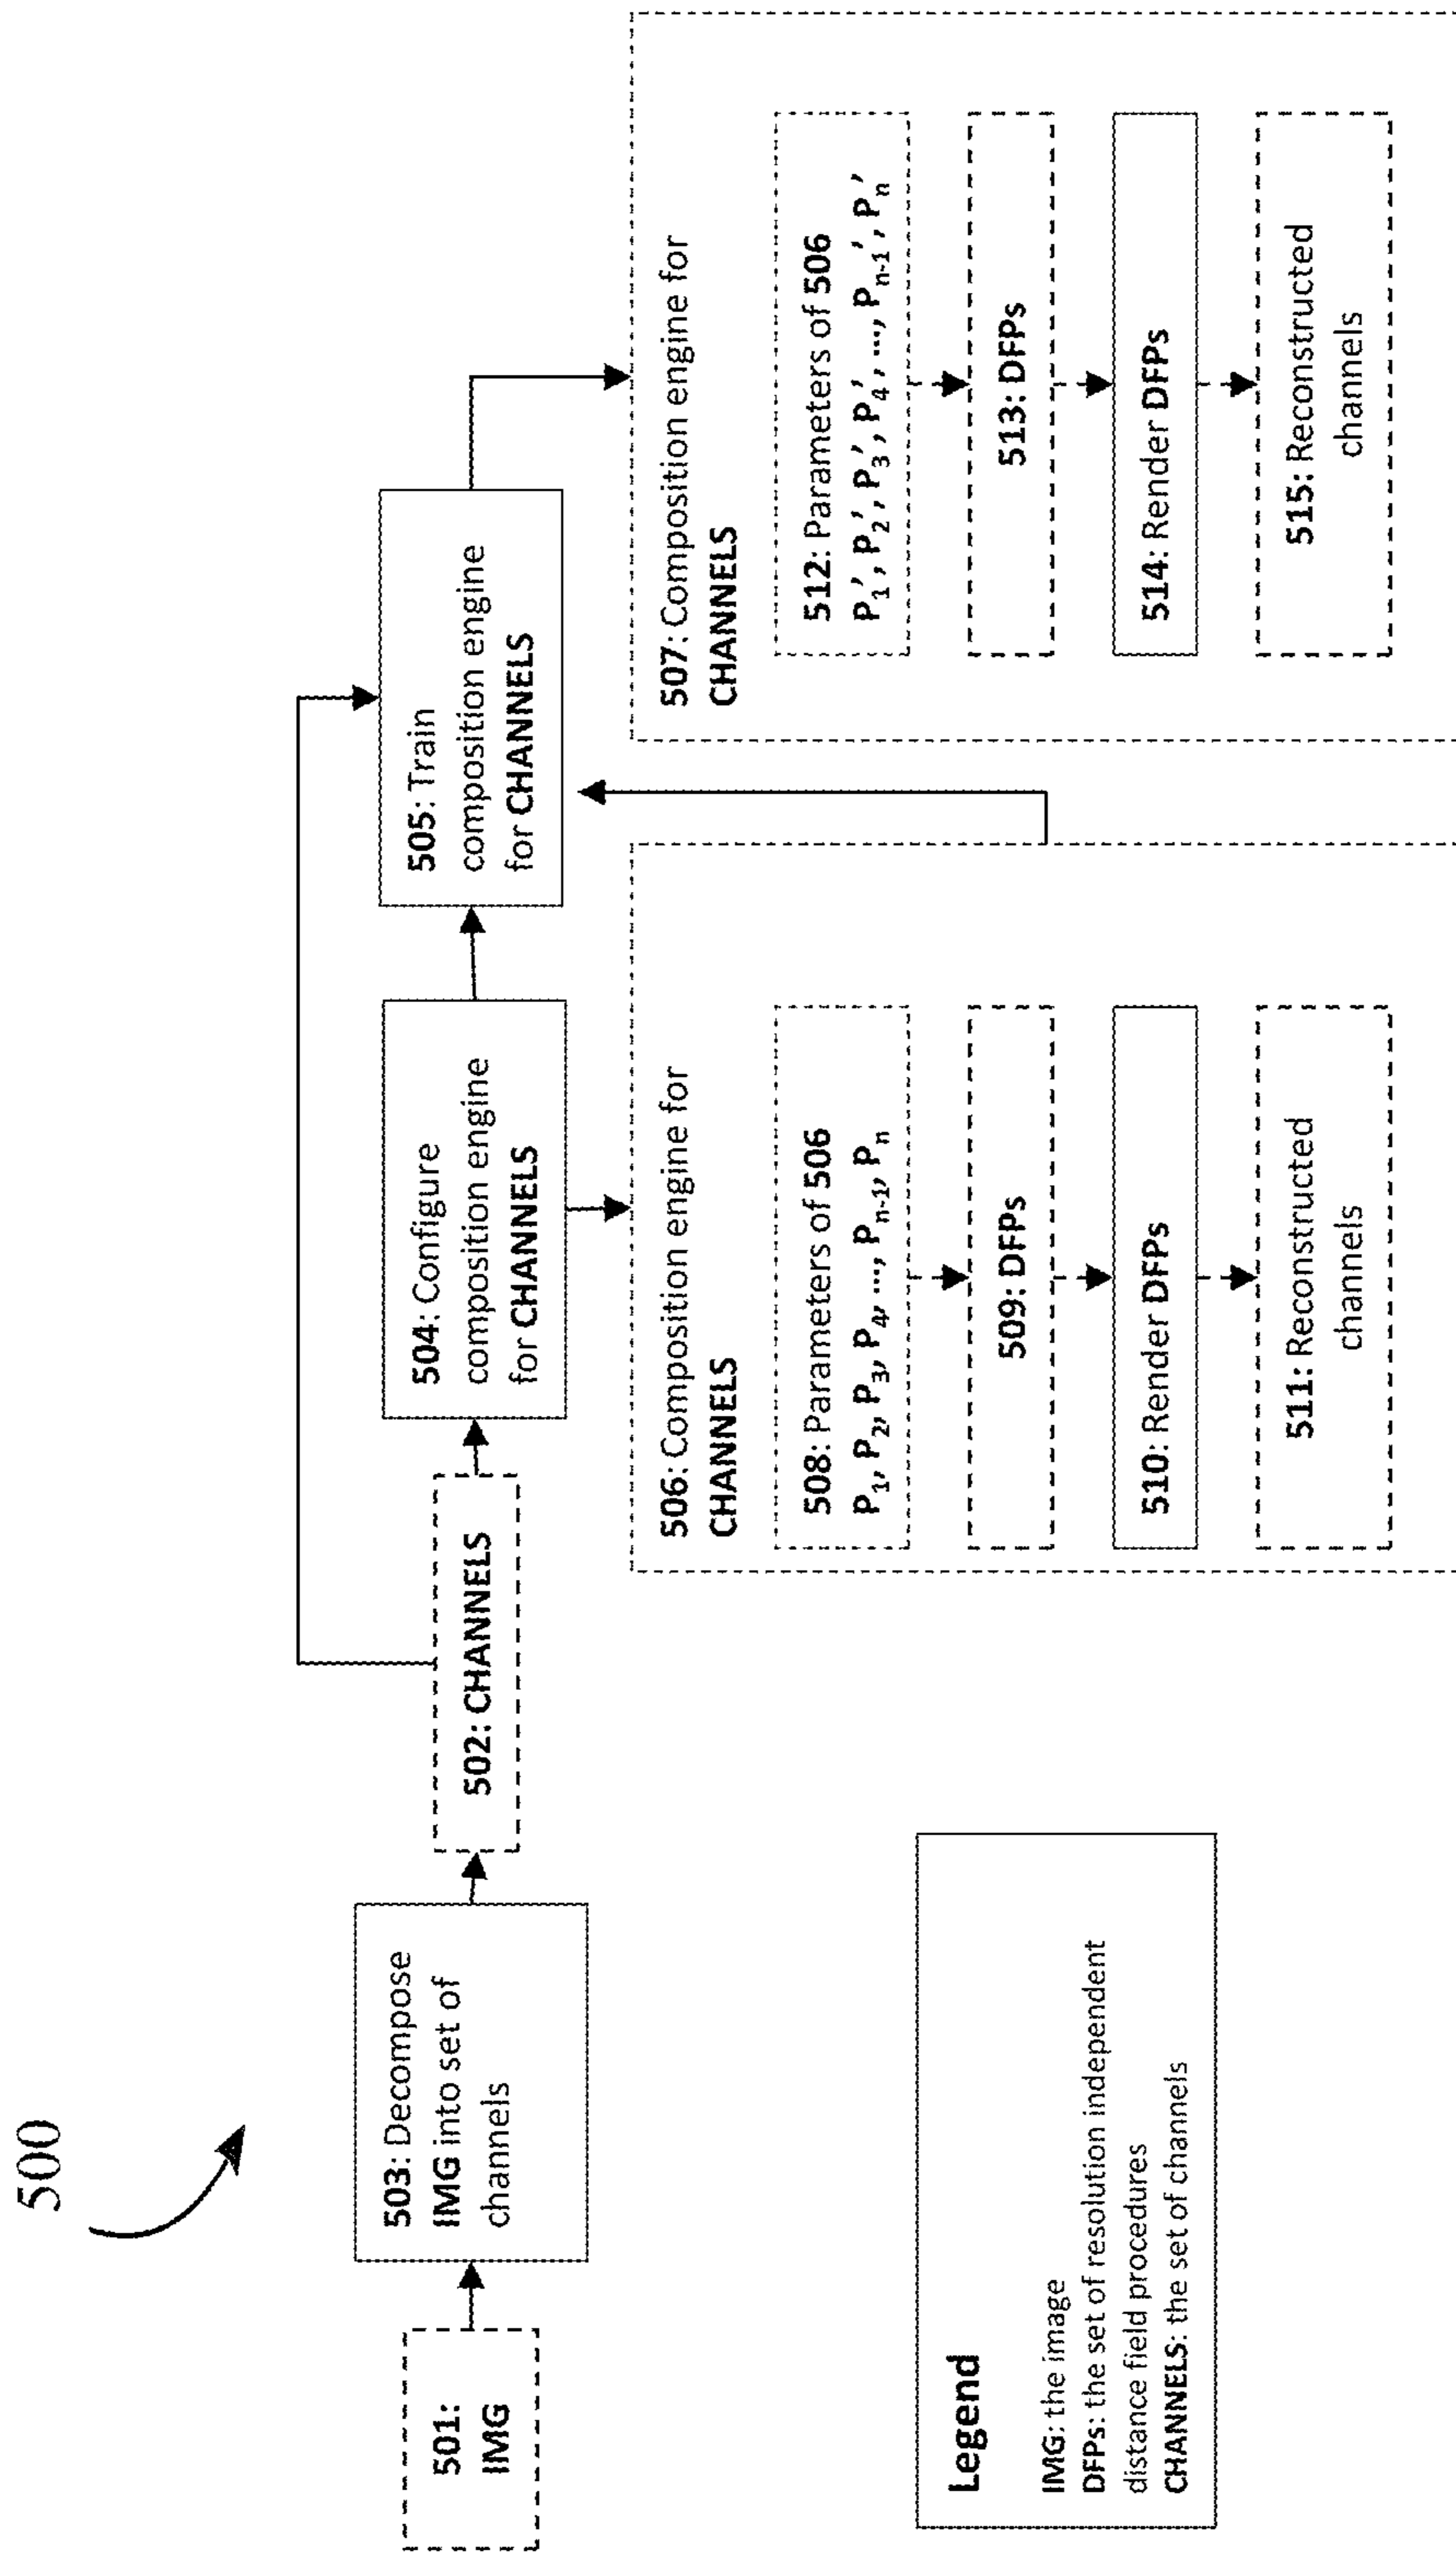 500
501:
IMG
503: Decompose
IMG into set of
channels
502: CHANNELS
504: Configure
composition engine
for CHANNELS
505: Train
composition engine
for CHANNELS
506: Composition engine for
CHANNELS
508: Parameters of 506
P1, P2, P3, P4, ..., Pn-1, Pn
509: DFPs
510: Render DFPs
511: Reconstructed
channels
507: Composition engine for
CHANNELS
512: Parameters of 506
P1′, P2′, P3′, P4′, ..., Pn-1′, Pn′
513: DFPs
514: Render DFPs
515: Reconstructed
channels
Legend
IMG: the image
DFPs: the set of resolution independent
distance field procedures
CHANNELS: the set of channels